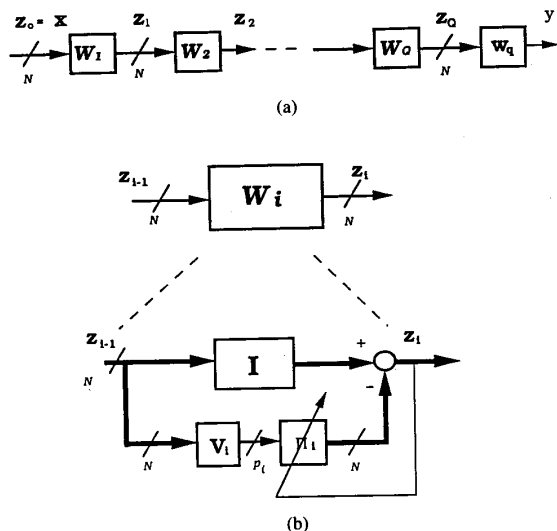 Z₀ = X Z₁ Z₂ Z_Q y
N W₁ N W₂ W_Q N W_q
(a)
Z_{i-1} W_i Z_i
N N
Z_{i-1} I + Z_i
N -
N V_i p_i Π_i N
(b)